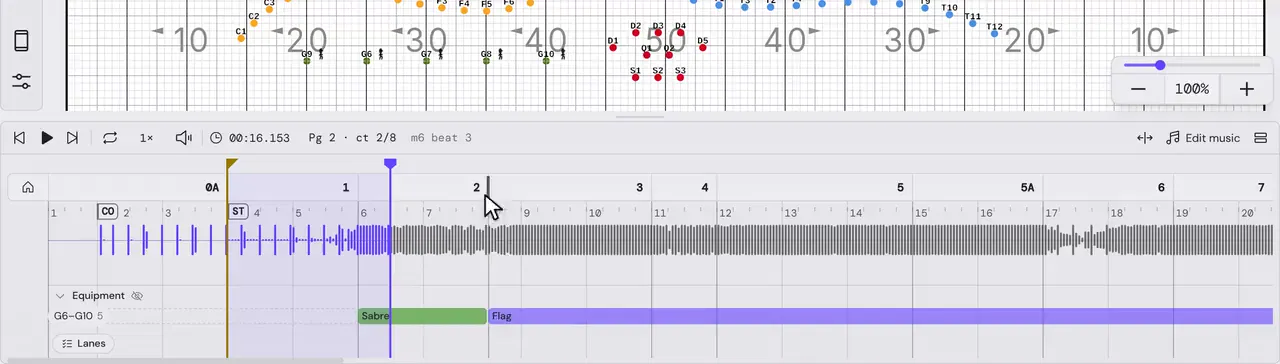 C3 F3 F4 F5 F6 T3 T9 T10
C2 T11
C1 D2 D3 D4 T12
10 20 40 50 40 30 20 10
G9 G6 G7 G8 G10 D1 Q1 Q2 D5
S1 S2 S3
100%
1× 00:16.153 Pg 2 · ct 2/8 m6 beat 3 Edit music
0A 1 2 3 4 5 5A 6 7
1 CO 2 3 ST 4 5 6 7 8 9 10 11 12 13 14 15 16 17 18 19 20
Equipment
G6-G10 5 Sabre Flag
Lanes